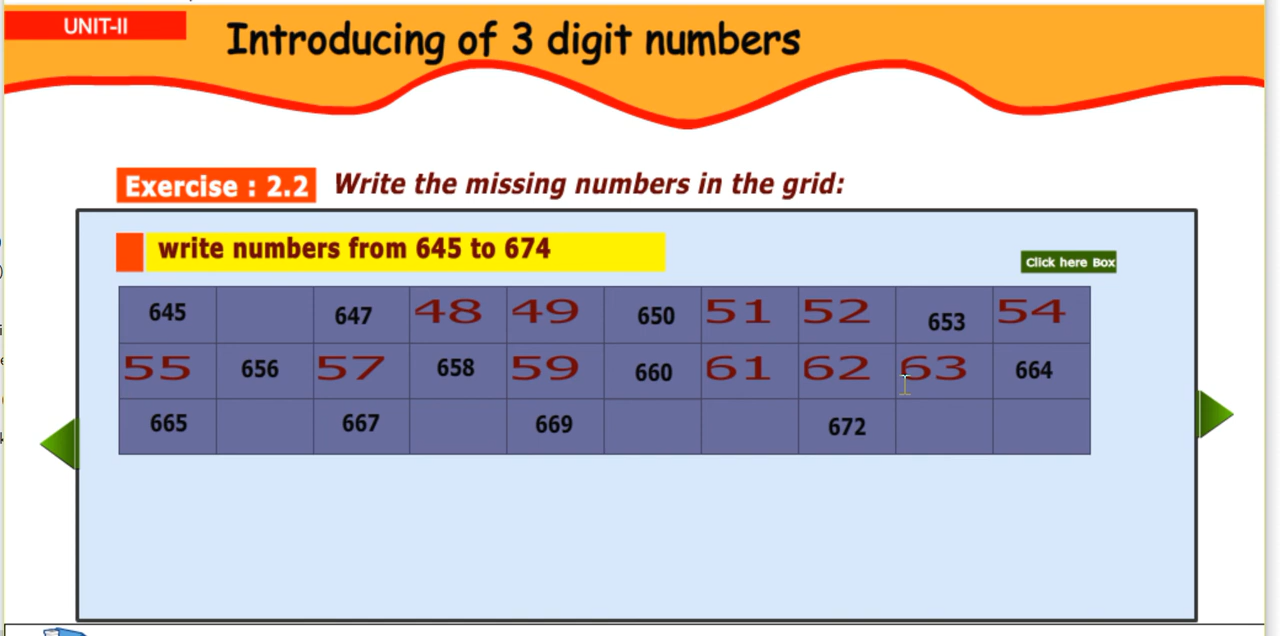 UNIT-II
Introducing of 3 digit numbers
Exercise : 2.2 Write the missing numbers in the grid:
write numbers from 645 to 674
Click here Box
645 647 48 49 650 51 52 653 54
55 656 57 658 59 660 61 62 63 664
665 667 669 672